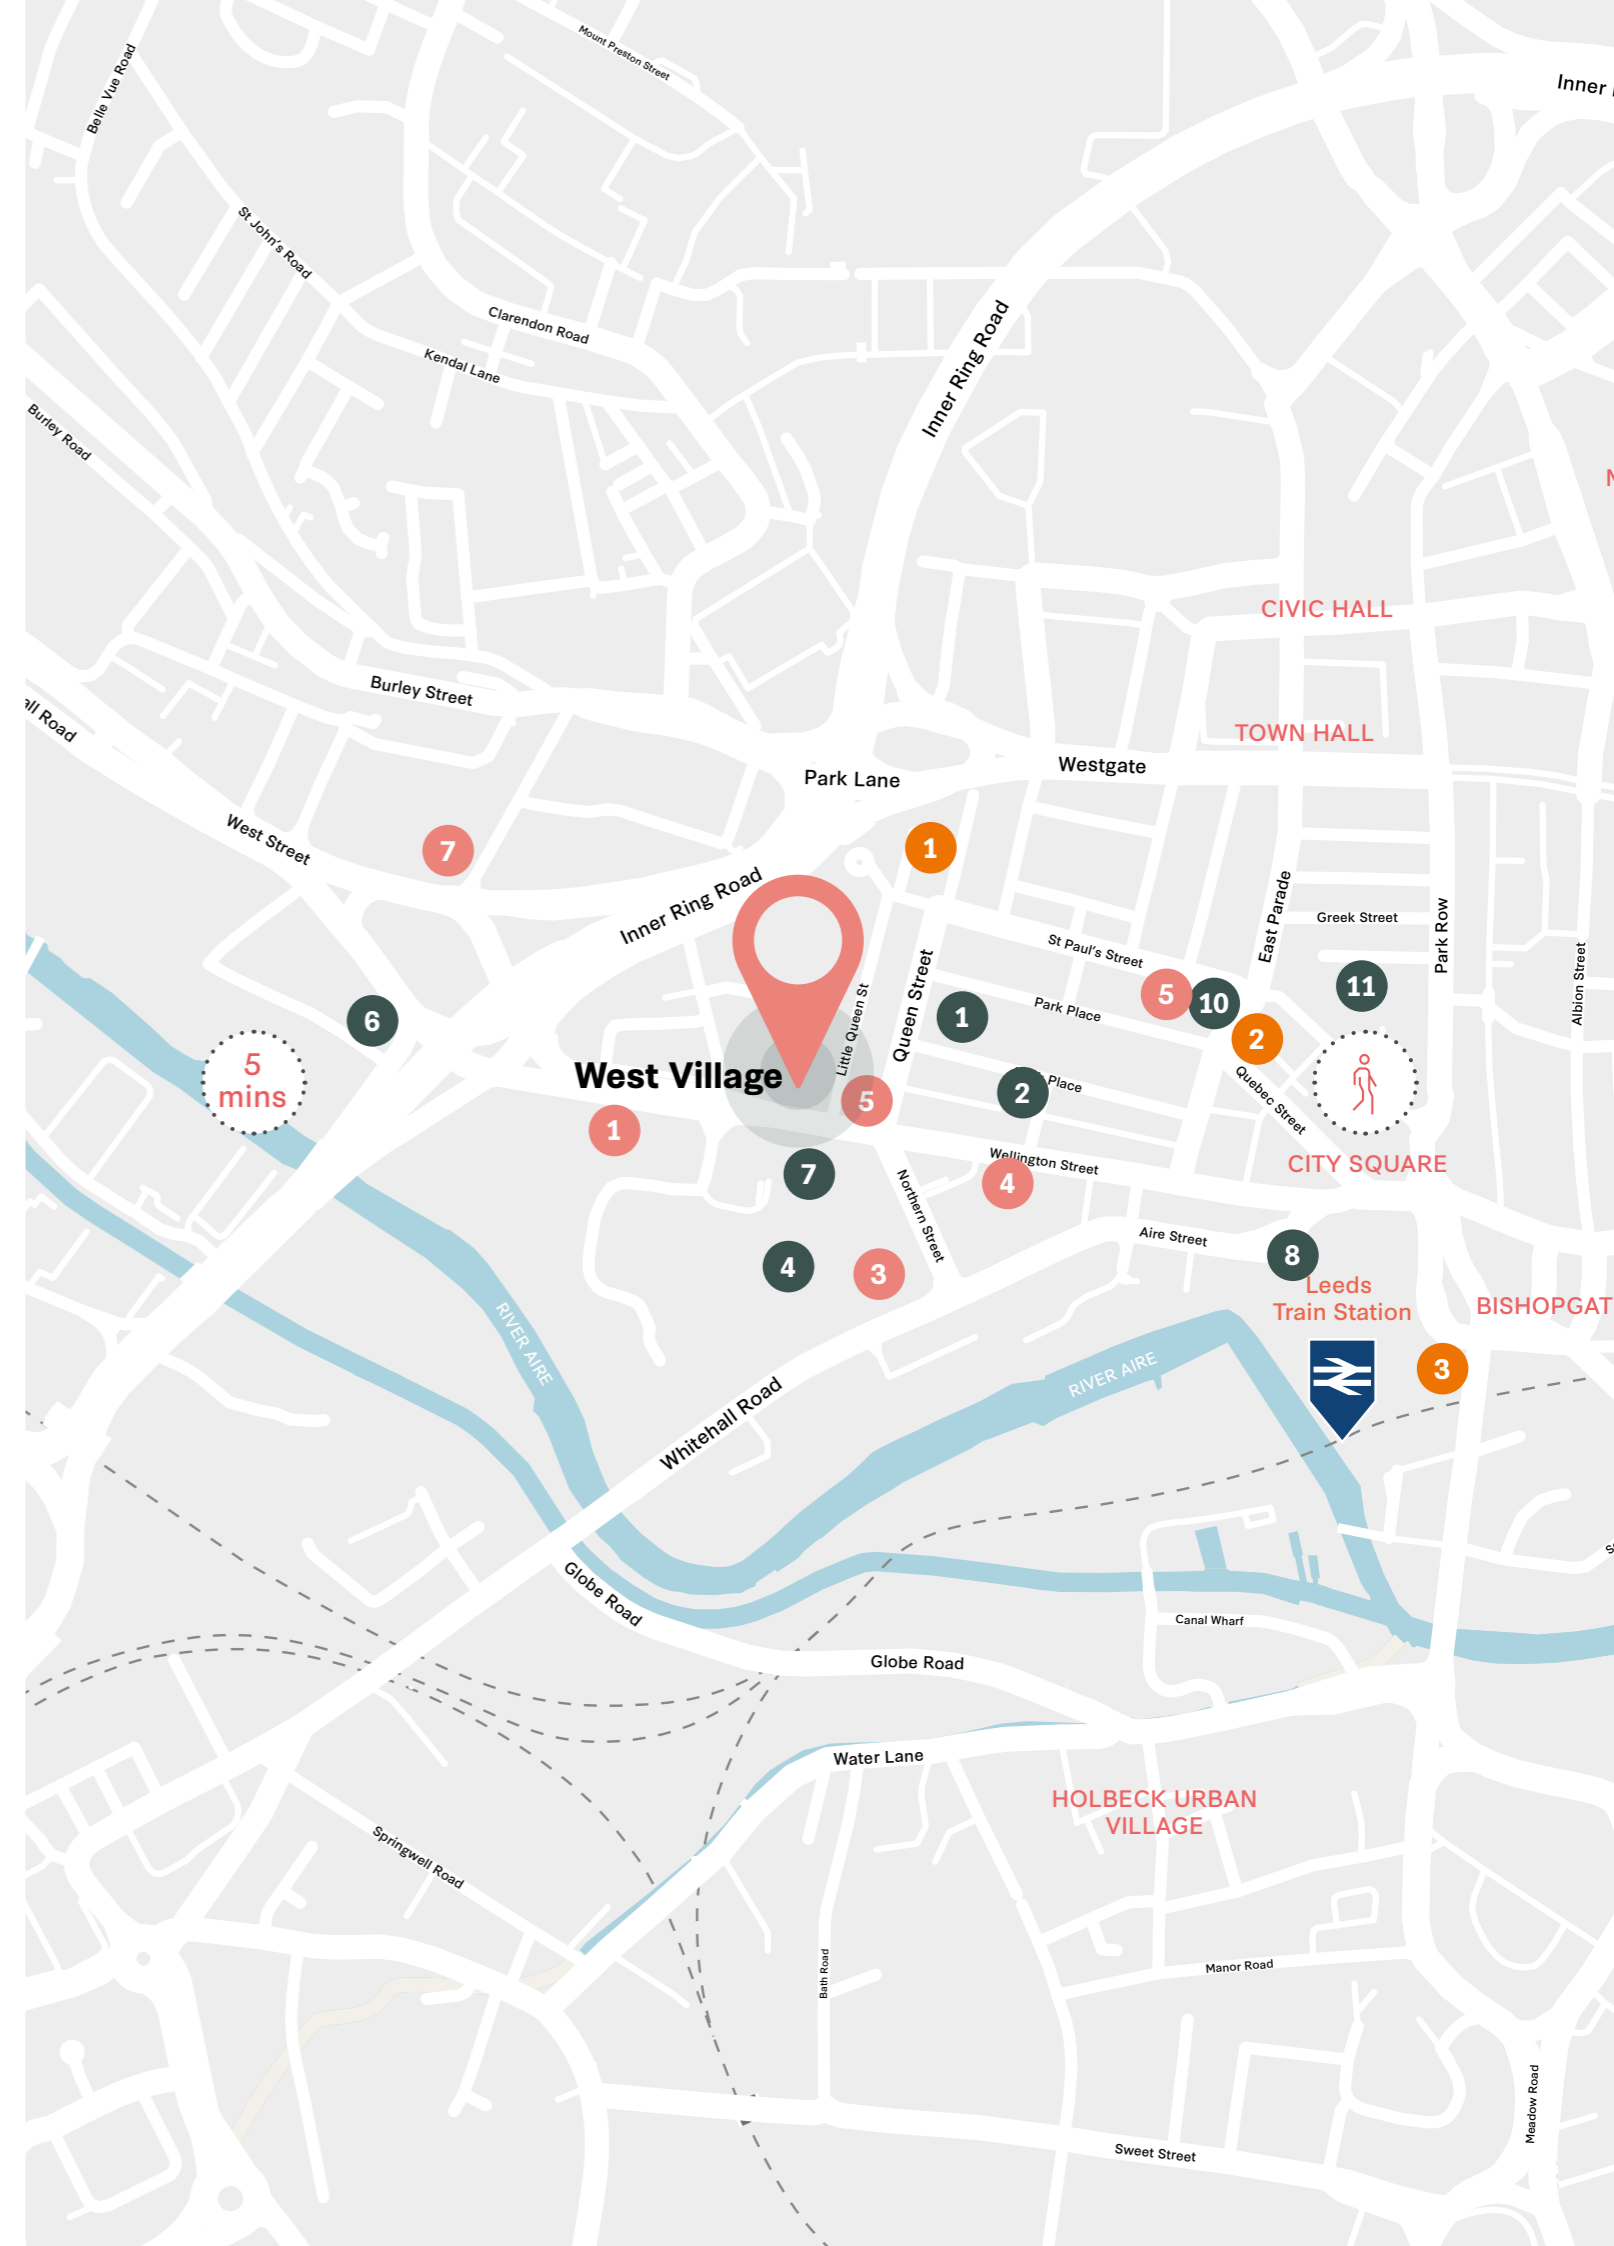 Mount Preston Street
Inner
Belle Vue Road
St John's Road
Clarendon Road
Kendal Lane
Inner Ring Road
Burley Road
CIVIC HALL
Burley Street
all Road
TOWN HALL
Westgate
Park Lane
West Street
7
1
Inner Ring Road
East Parade
Greek Street
Park Row
St Paul's Street
Albion Street
Queen Street
Little Queen St
Park Place
5
10
11
6
1
2
5
mins
West Village
2
Place
Quebec Street
5
1
Wellington Street
CITY SQUARE
7
4
Northern Street
Aire Street
8
4
3
Leeds
Train Station
BISHOPGAT
RIVER AIRE
RIVER AIRE
3
Whitehall Road
Globe Road
Canal Wharf
Globe Road
Water Lane
HOLBECK URBAN
VILLAGE
Springwell Road
Bath Road
Manor Road
Meadow Road
Sweet Street